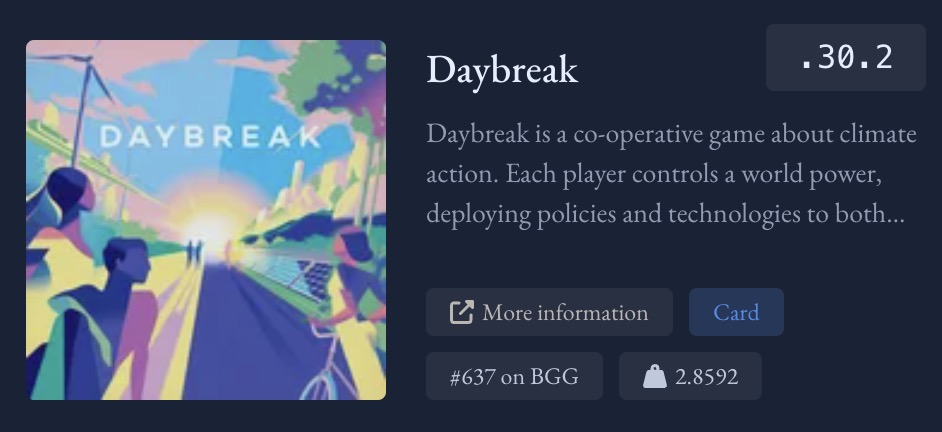 DAYBREAK
Daybreak
.30.2
Daybreak is a co-operative game about climate
action. Each player controls a world power,
deploying policies and technologies to both...
More information
Card
#637 on BGG
2.8592